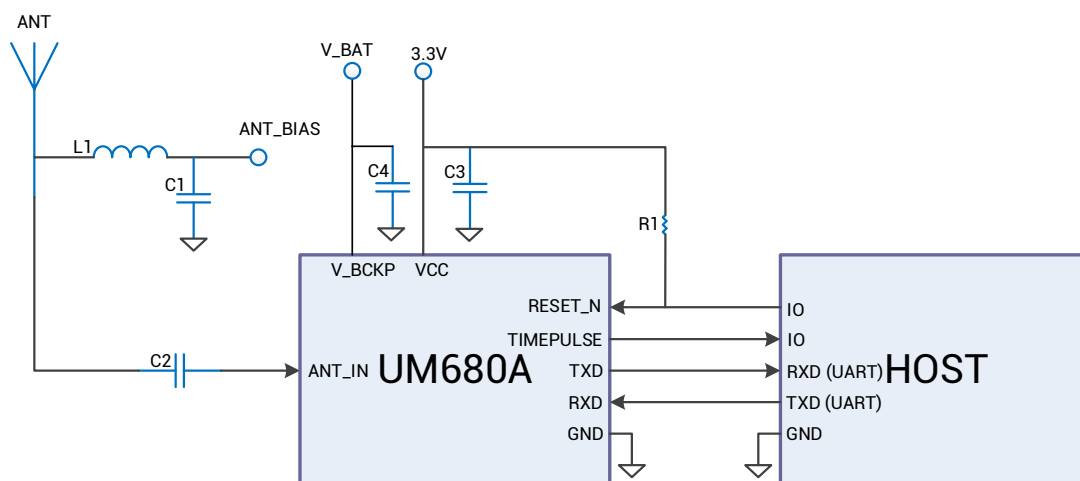 ANT
V_BAT
3.3V
ANT_BIAS
L1
C1
C4
C3
R1
V_BCKP
VCC
RESET_N
IO
TIMEPULSE
IO
C2
ANT_IN
UM680A
TXD
RXD (UART)
HOST
RXD
TXD (UART)
GND
GND